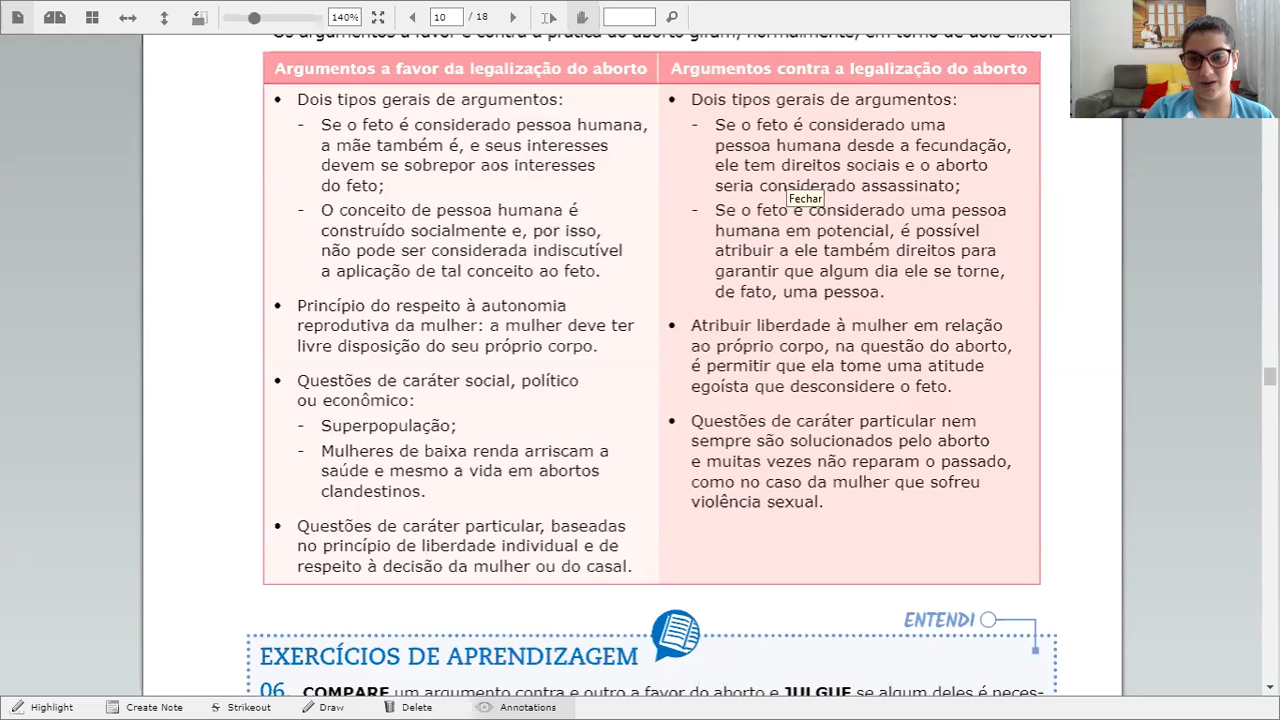 140%
10
/ 18
Os argumentos a favor e contra a prática do aborto giram, normalmente, em torno de dois eixos:
Argumentos a favor da legalização do aborto
• Dois tipos gerais de argumentos:
- Se o feto é considerado pessoa humana,
a mãe também é, e seus interesses
devem se sobrepor aos interesses
do feto;
- O conceito de pessoa humana é
construído socialmente e, por isso,
não pode ser considerada indiscutível
a aplicação de tal conceito ao feto.
• Princípio do respeito à autonomia
reprodutiva da mulher: a mulher deve ter
livre disposição do seu próprio corpo.
• Questões de caráter social, político
ou econômico:
- Superpopulação;
- Mulheres de baixa renda arriscam a
saúde e mesmo a vida em abortos
clandestinos.
• Questões de caráter particular, baseadas
no princípio de liberdade individual e de
respeito à decisão da mulher ou do casal.
Argumentos contra a legalização do aborto
• Dois tipos gerais de argumentos:
- Se o feto é considerado uma
pessoa humana desde a fecundação,
ele tem direitos sociais e o aborto
seria considerado assassinato;
Fechar
- Se o feto é considerado uma pessoa
humana em potencial, é possível
atribuir a ele também direitos para
garantir que algum dia ele se torne,
de fato, uma pessoa.
• Atribuir liberdade à mulher em relação
ao próprio corpo, na questão do aborto,
é permitir que ela tome uma atitude
egoísta que desconsidere o feto.
• Questões de caráter particular nem
sempre são solucionados pelo aborto
e muitas vezes não reparam o passado,
como no caso da mulher que sofreu
violência sexual.
ENTENDI
EXERCÍCIOS DE APRENDIZAGEM
06. COMPARE um argumento contra e outro a favor do aborto e JULGUE se algum deles é neces-
Highlight
Create Note
Strikeout
Draw
Delete
Annotations